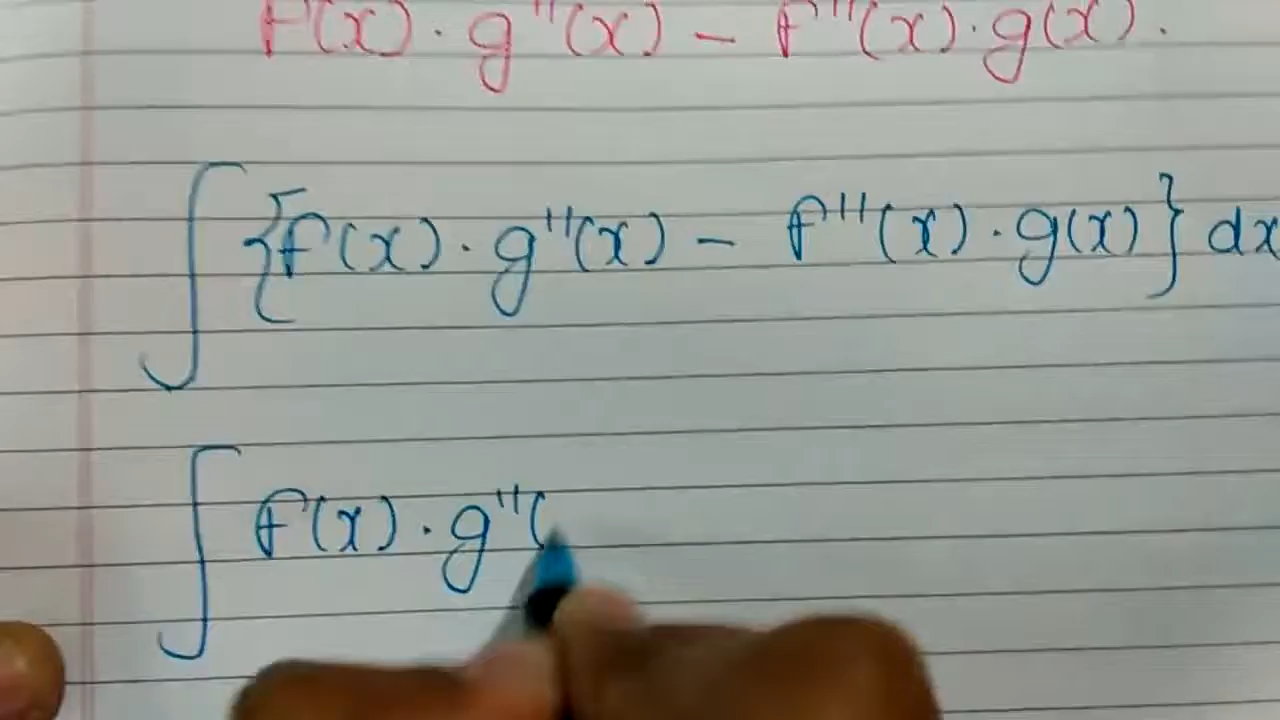 f(x) · g''(x) - f''(x) · g(x).
∫ {f(x) · g''(x) - f''(x) · g(x)} dx
∫ f(x) · g''(